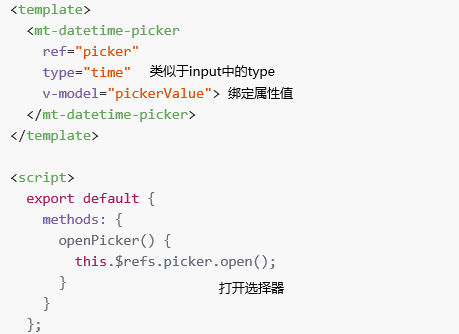 <template>
  <mt-datetime-picker
    ref="picker"
    type="time"  类似于input中的type
    v-model="pickerValue"> 绑定属性值
  </mt-datetime-picker>
</template>

<script>
  export default {
    methods: {
      openPicker() {
        this.$refs.picker.open();
      }
打开选择器
    }
  };